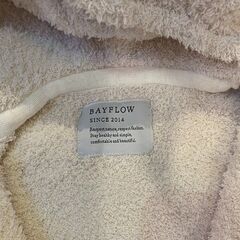 BAYFLOW
SINCE 2014
Respect nature, respect fashion.
Stay healthy and simple,
comfortable and beautiful